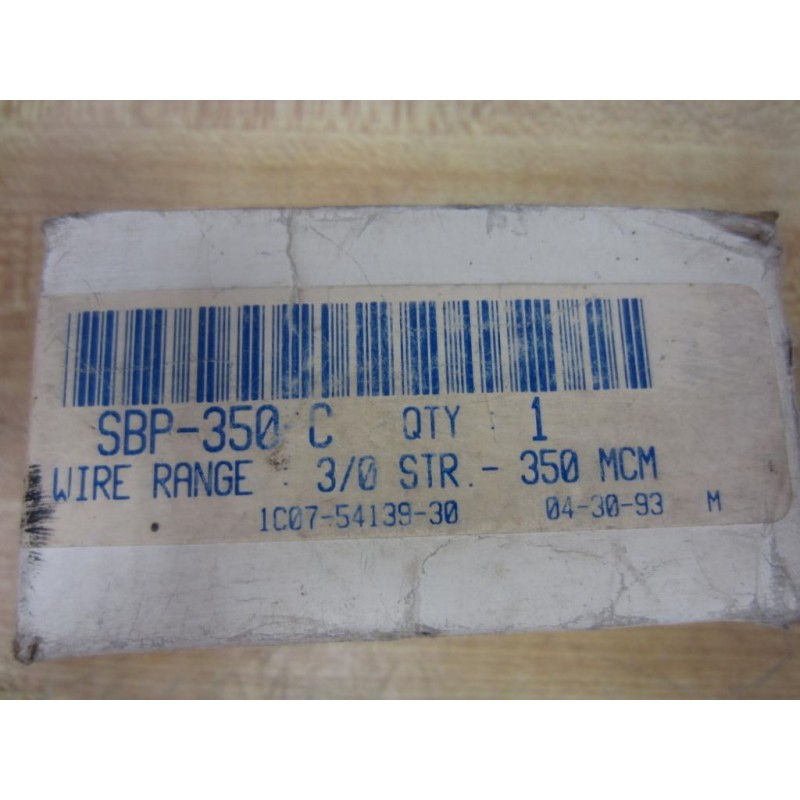 SBP-350 C QTY : 1
WIRE RANGE : 3/0 STR. - 350 MCM
1C07-54139-30 04-30-93 M